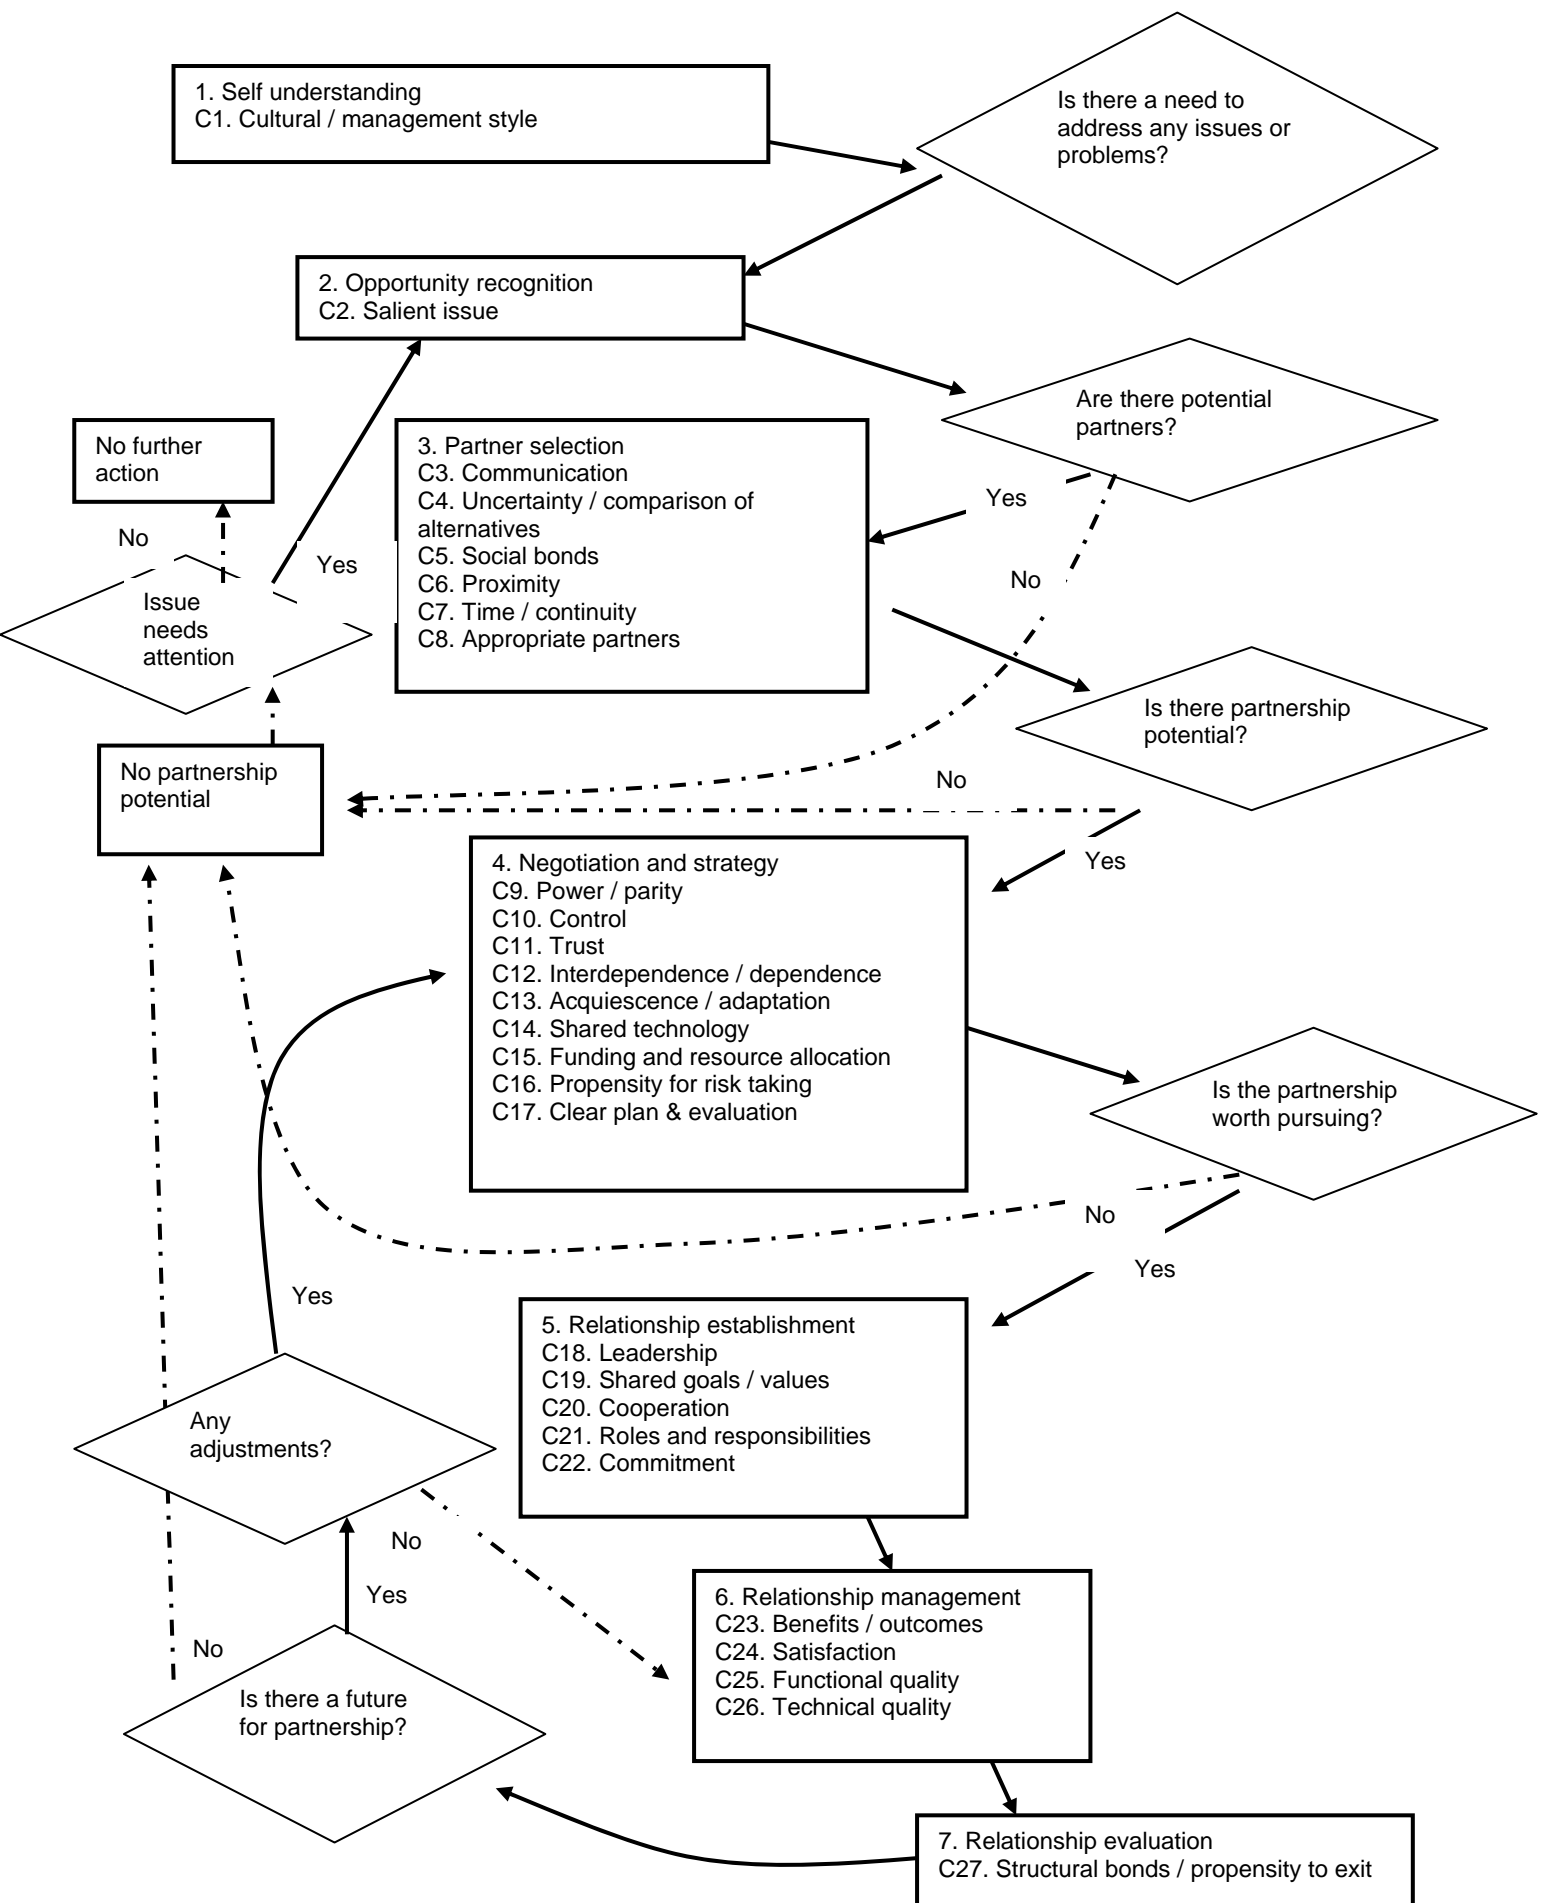 1. Self understanding
C1. Cultural / management style
Is there a need to
address any issues or
problems?
2. Opportunity recognition
C2. Salient issue
Are there potential
partners?
Yes
No
No further
action
No
Yes
Issue
needs
attention
3. Partner selection
C3. Communication
C4. Uncertainty / comparison of
alternatives
C5. Social bonds
C6. Proximity
C7. Time / continuity
C8. Appropriate partners
Is there partnership
potential?
No
Yes
No partnership
potential
4. Negotiation and strategy
C9. Power / parity
C10. Control
C11. Trust
C12. Interdependence / dependence
C13. Acquiescence / adaptation
C14. Shared technology
C15. Funding and resource allocation
C16. Propensity for risk taking
C17. Clear plan & evaluation
Is the partnership
worth pursuing?
No
Yes
Yes
5. Relationship establishment
C18. Leadership
C19. Shared goals / values
C20. Cooperation
C21. Roles and responsibilities
C22. Commitment
Any
adjustments?
No
Yes
No
6. Relationship management
C23. Benefits / outcomes
C24. Satisfaction
C25. Functional quality
C26. Technical quality
Is there a future
for partnership?
7. Relationship evaluation
C27. Structural bonds / propensity to exit